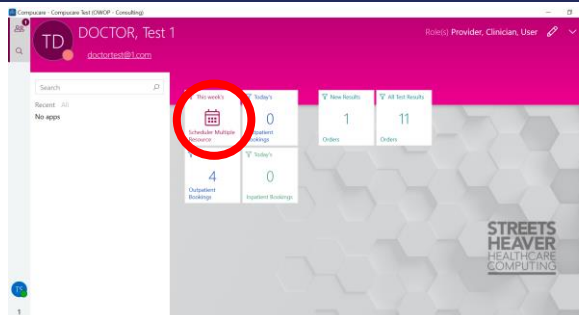 Compucare - Compucare Test (OWOP - Consulting)
TD
DOCTOR, Test 1
doctortest@1.com
Role(s) Provider, Clinician, User
Search
Recent All
No apps
This week's
Scheduler Multiple
Resource
Today's
0
Bookings
New Results
1
Orders
All Test Results
11
Orders
4
Outpatient
Bookings
Today's
0
Inpatient Bookings
STREETS
HEAVER
HEALTHCARE
COMPUTING
TS
1